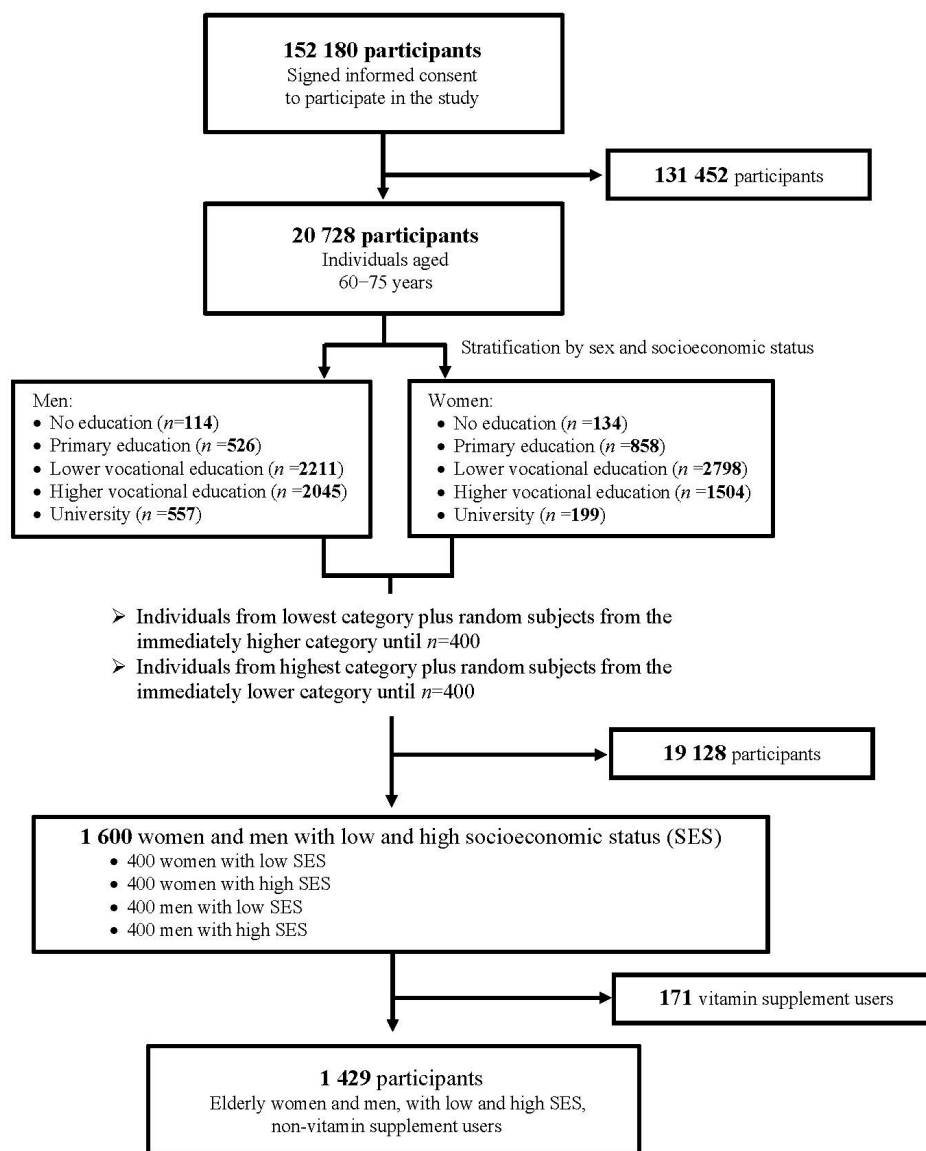 152 180 participants
Signed informed consent
to participate in the study
131 452 participants
20 728 participants
Individuals aged
60−75 years
Stratification by sex and socioeconomic status
Men:
• No education (n=114)
• Primary education (n =526)
• Lower vocational education (n =2211)
• Higher vocational education (n =2045)
• University (n =557)
Women:
• No education (n =134)
• Primary education (n =858)
• Lower vocational education (n =2798)
• Higher vocational education (n =1504)
• University (n =199)
➢ Individuals from lowest category plus random subjects from the
immediately higher category until n=400
➢ Individuals from highest category plus random subjects from the
immediately lower category until n=400
19 128 participants
1 600 women and men with low and high socioeconomic status (SES)
• 400 women with low SES
• 400 women with high SES
• 400 men with low SES
• 400 men with high SES
171 vitamin supplement users
1 429 participants
Elderly women and men, with low and high SES,
non-vitamin supplement users